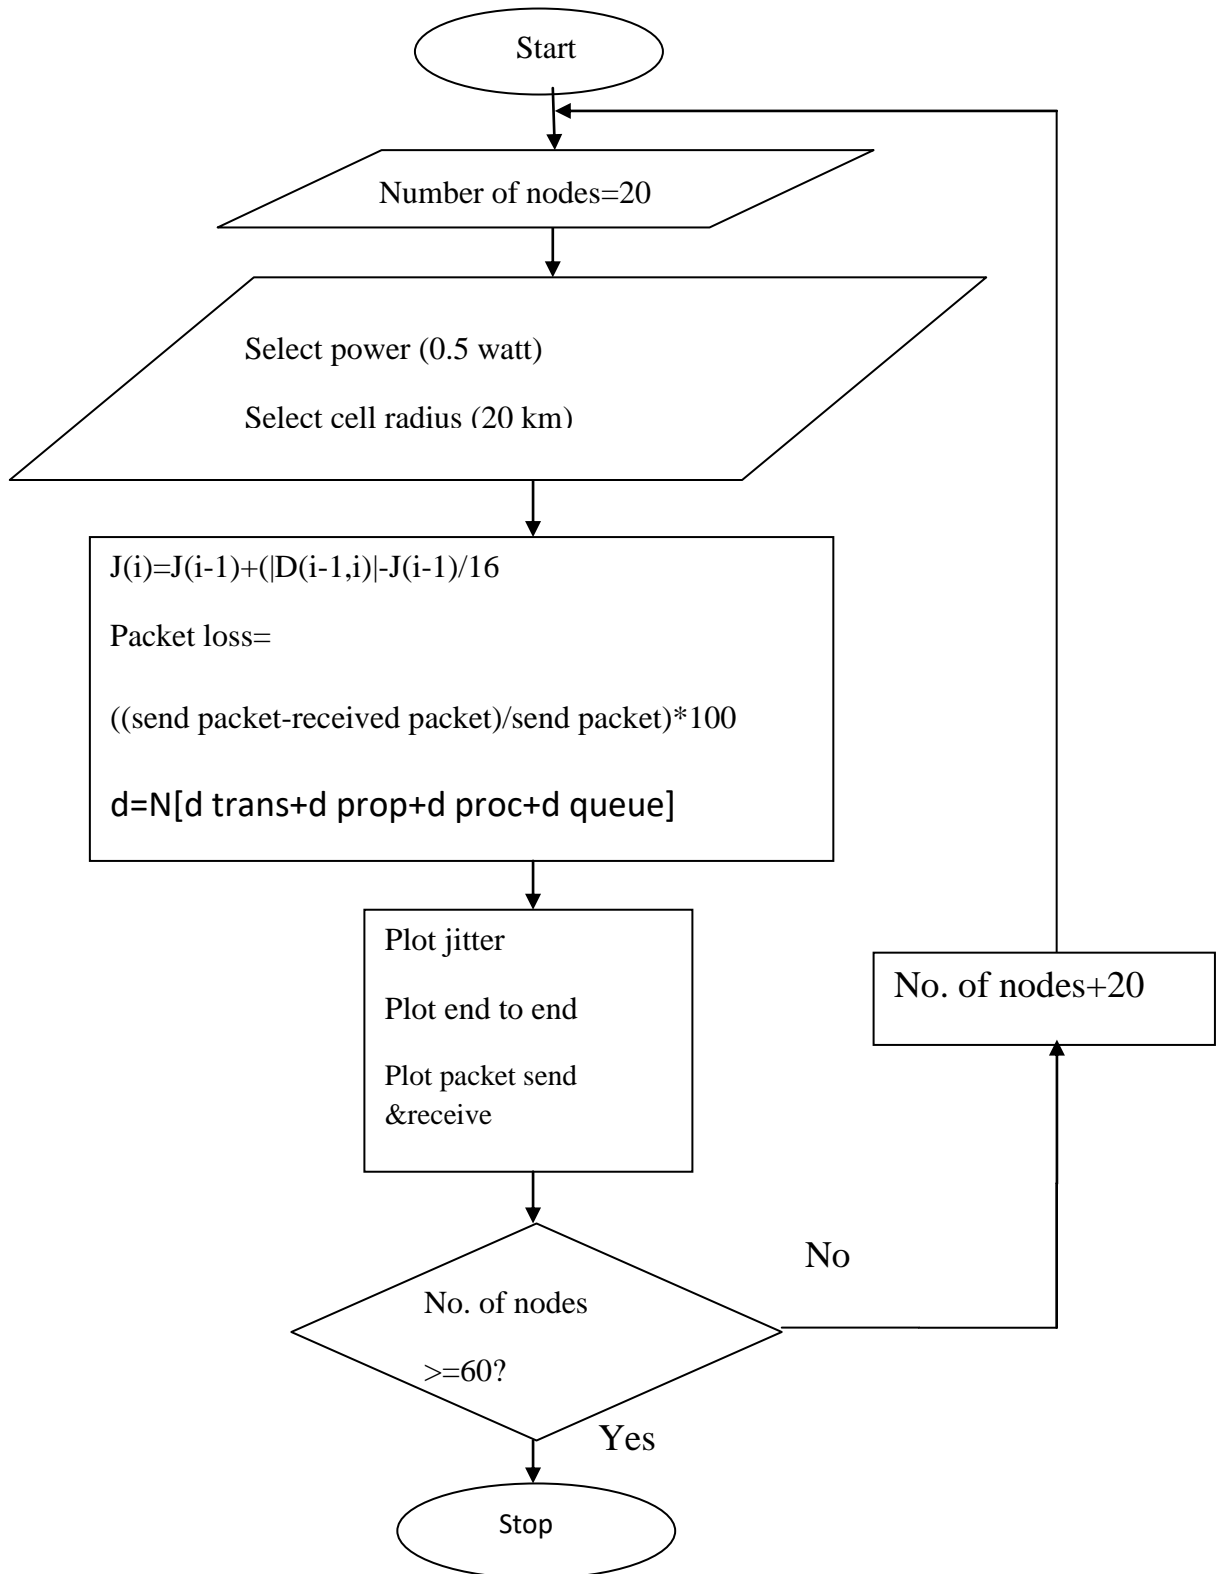 Start
Number of nodes=20
Select power (0.5 watt)
Select cell radius (20 km)
J(i)=J(i-1)+(|D(i-1,i)|-J(i-1)/16
Packet loss=
((send packet-received packet)/send packet)*100
d=N[d trans+d prop+d proc+d queue]
Plot jitter
Plot end to end
Plot packet send
&receive
No. of nodes+20
No
No. of nodes
>=60?
Yes
Stop